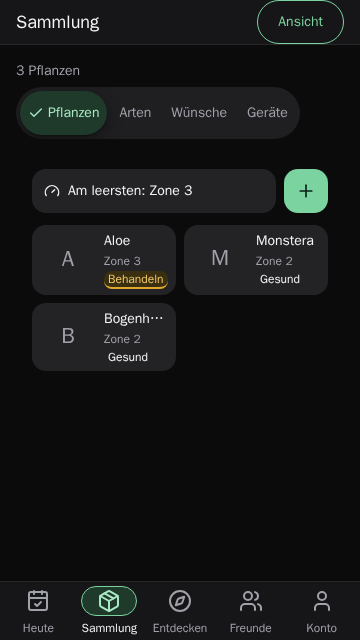 Sammlung
Ansicht
3 Pflanzen
Pflanzen
Arten
Wünsche
Geräte
Am leersten: Zone 3
A
Aloe
Zone 3
Behandeln
M
Monstera
Zone 2
Gesund
B
Bogenh···
Zone 2
Gesund
Heute
Sammlung
Entdecken
Freunde
Konto